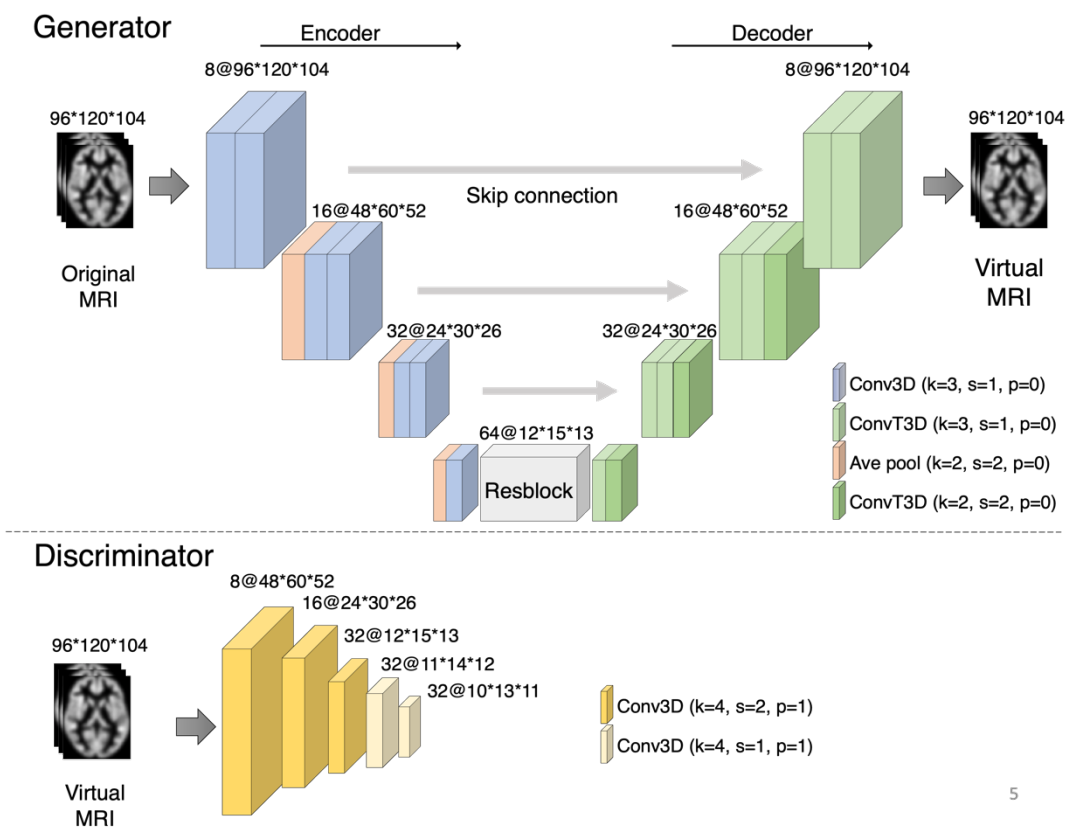 Generator
Encoder
Decoder
8@96*120*104
8@96*120*104
96*120*104
96*120*104
Skip connection
16@48*60*52
16@48*60*52
Original
MRI
Virtual
MRI
32@24*30*26
32@24*30*26
64@12*15*13
Resblock
Conv3D (k=3, s=1, p=0)
ConvT3D (k=3, s=1, p=0)
Ave pool (k=2, s=2, p=0)
ConvT3D (k=2, s=2, p=0)
Discriminator
8@48*60*52
16@24*30*26
96*120*104
32@12*15*13
32@11*14*12
32@10*13*11
Conv3D (k=4, s=2, p=1)
Conv3D (k=4, s=1, p=1)
Virtual
MRI
5